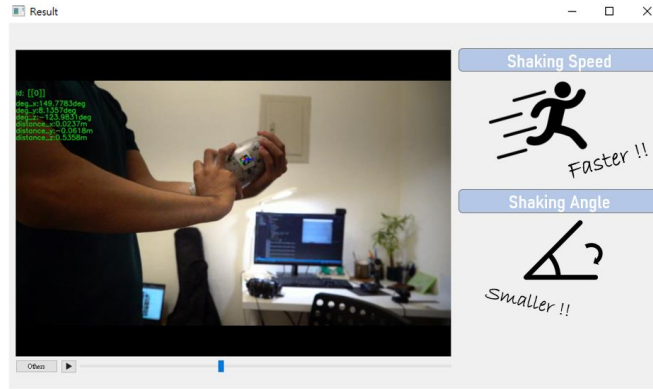 Result
Shaking Speed
Id: [[0]]
deg_x:149.7783deg
deg_y:8.1357deg
deg_z:-123.9831deg
distance_x:0.0237m
distance_y:-0.0618m
distance_z:0.5358m
Faster !!
Shaking Angle
Smaller !!
Others